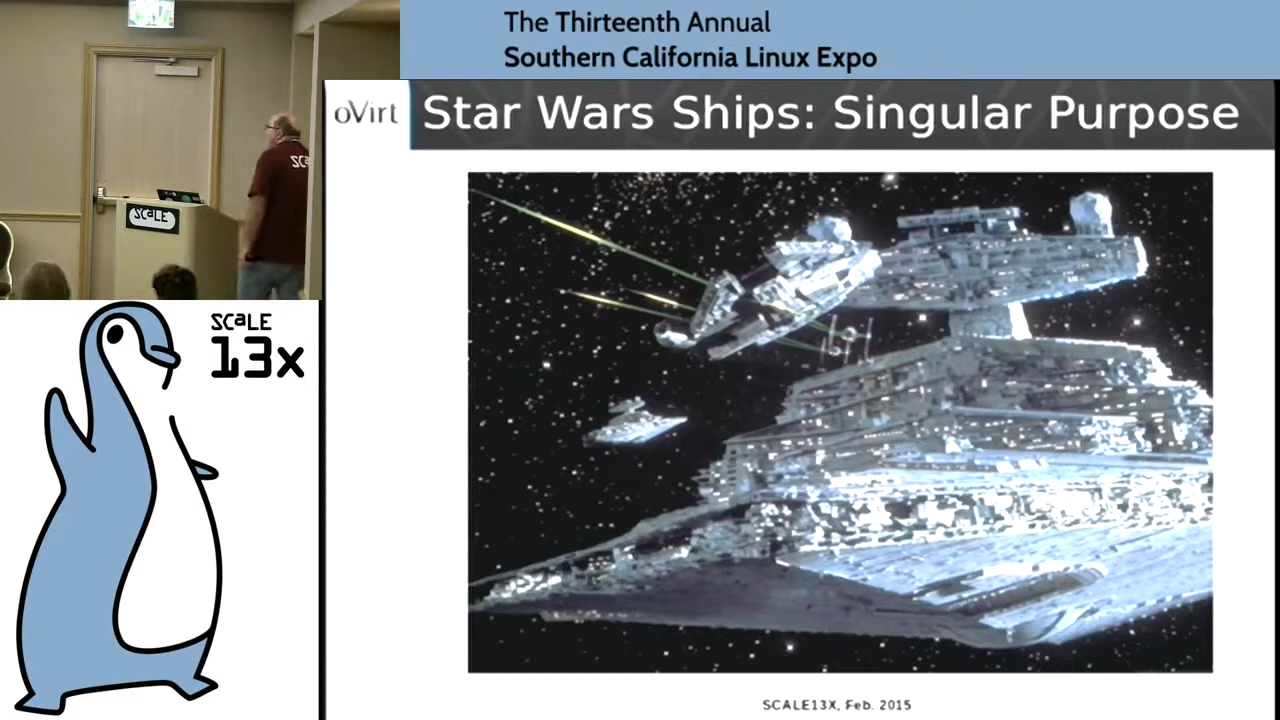 The Thirteenth Annual
Southern California Linux Expo
oVirt
Star Wars Ships: Singular Purpose
SCaLE
SCaLE
13x
SCALE13X, Feb. 2015